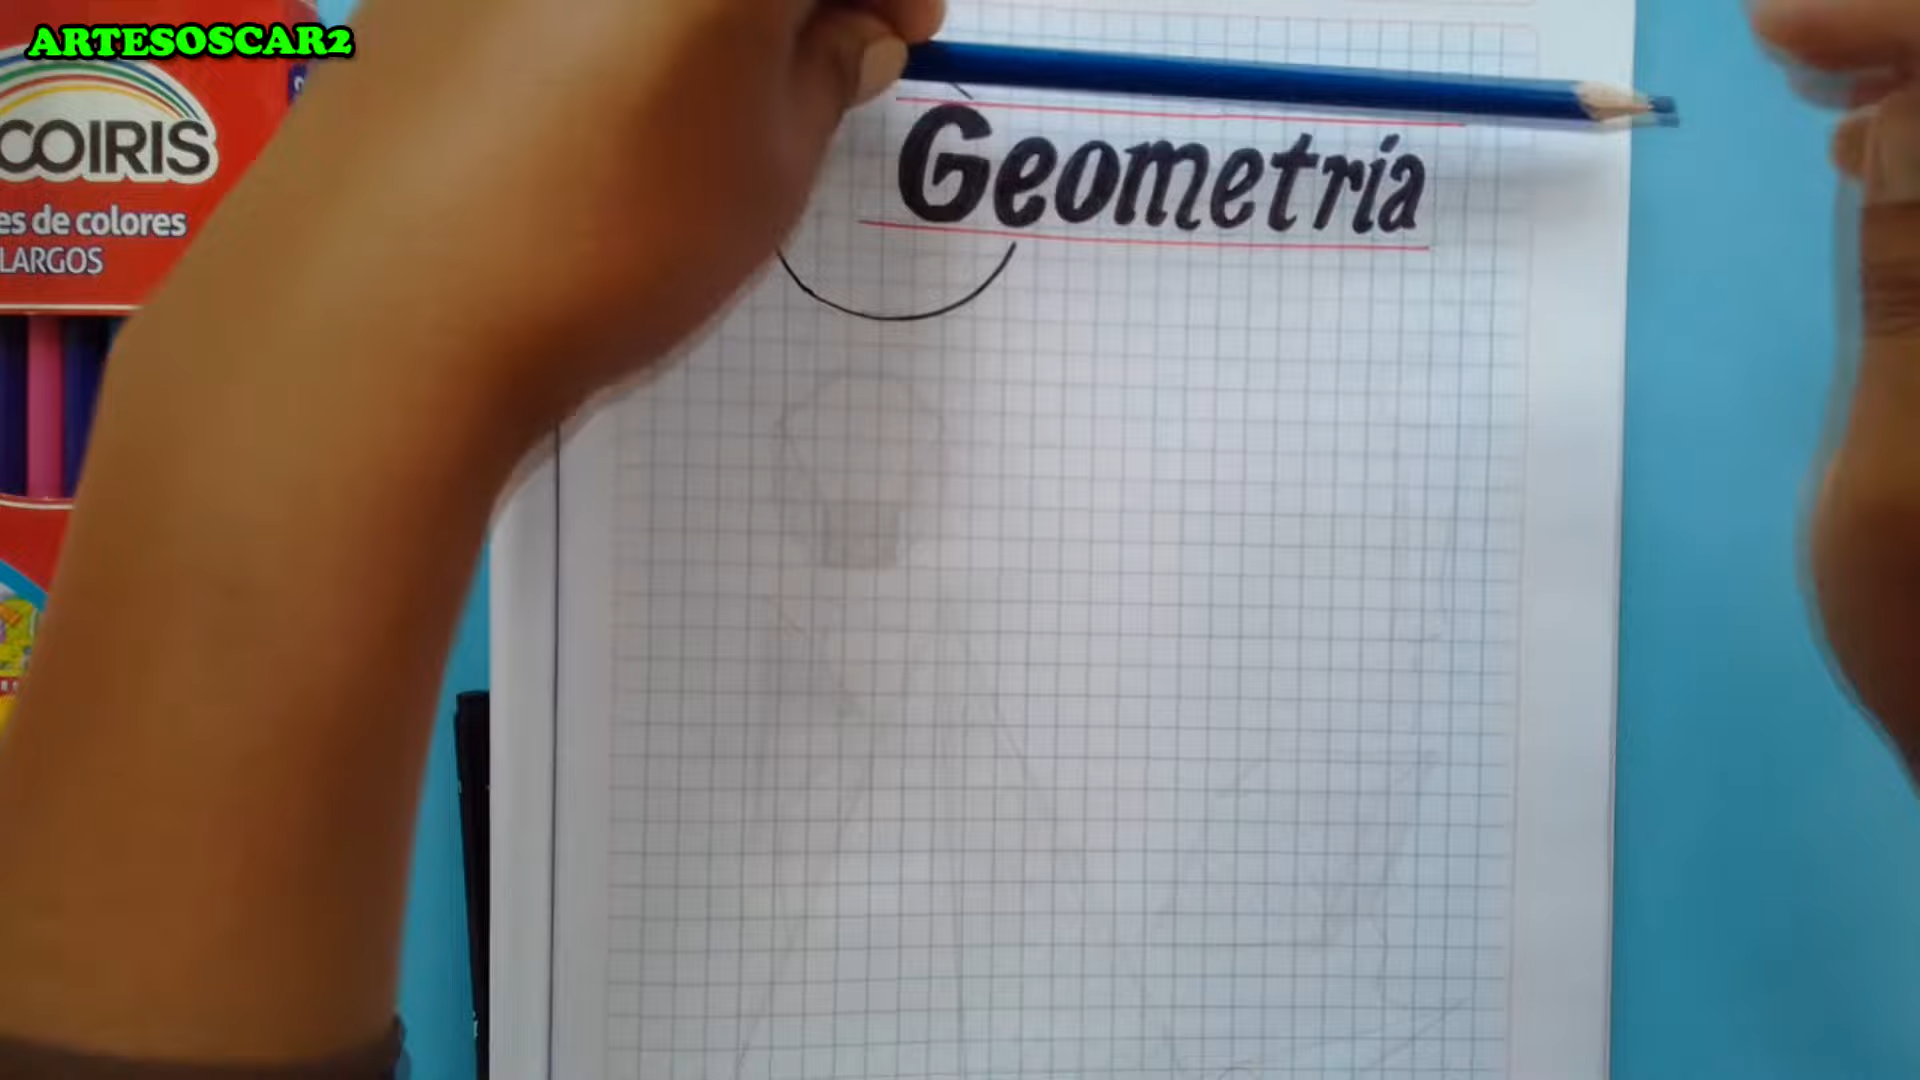 ARTESOSCAR2
COIRIS
es de colores
LARGOS
Geometría